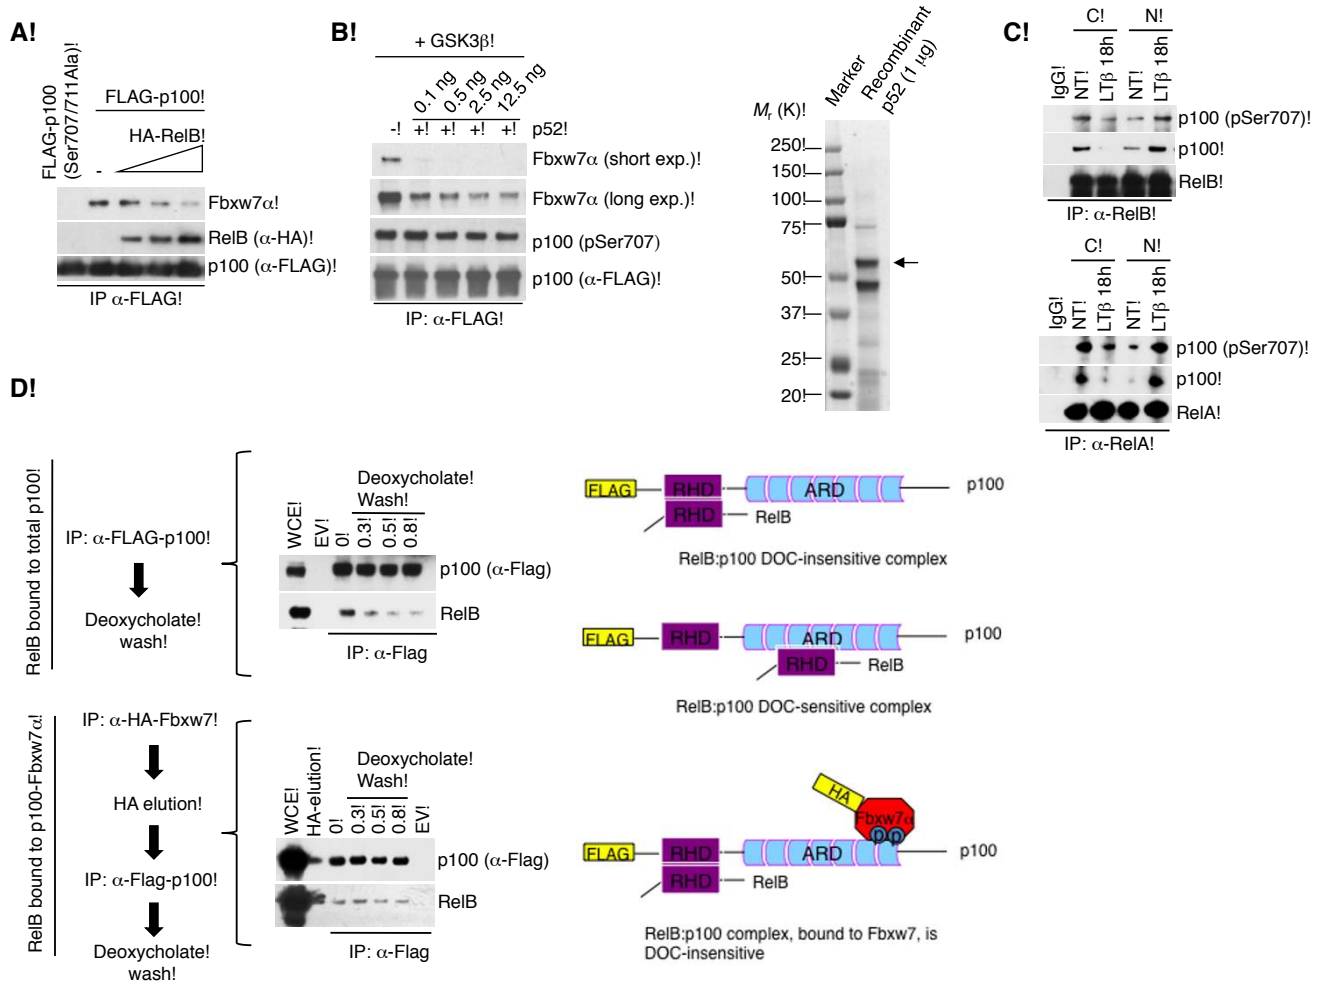 A!
FLAG-p100
(Ser707/711Ala)!
FLAG-p100!
HA-RelB!
-
Fbxw7α!
RelB (α-HA)!
p100 (α-FLAG)!
IP α-FLAG!
B!
+ GSK3β!
0.1 ng
0.5 ng
2.5 ng
12.5 ng
-! +! +! +! +! p52!
Fbxw7α (short exp.)!
Fbxw7α (long exp.)!
p100 (pSer707)
p100 (α-FLAG)!
IP: α-FLAG!
Marker
Recombinant
p52 (1 μg)
Mr (K)!
250!
150!
100!
75!
50!
37!
25!
20!
C!
C! N!
IgG!
NT!
LTβ 18h
NT!
LTβ 18h
p100 (pSer707)!
p100!
RelB!
IP: α-RelB!
C! N!
IgG!
NT!
LTβ 18h
NT!
LTβ 18h
p100 (pSer707)!
p100!
RelA!
IP: α-RelA!
D!
RelB bound to total p100!
IP: α-FLAG-p100!
Deoxycholate!
wash!
Deoxycholate!
Wash!
WCE!
EV!
0!
0.3!
0.5!
0.8!
p100 (α-Flag)
RelB
IP: α-Flag
FLAG RHD ARD p100
RHD RelB
RelB:p100 DOC-insensitive complex
FLAG RHD ARD p100
RHD RelB
RelB:p100 DOC-sensitive complex
RelB bound to p100-Fbxw7α!
IP: α-HA-Fbxw7!
HA elution!
IP: α-Flag-p100!
Deoxycholate!
wash!
Deoxycholate!
Wash!
WCE!
HA-elution!
0!
0.3!
0.5!
0.8!
EV!
p100 (α-Flag)
RelB
IP: α-Flag
HA
Fbxw7α
p p
FLAG RHD ARD p100
RHD RelB
RelB:p100 complex, bound to Fbxw7, is
DOC-insensitive